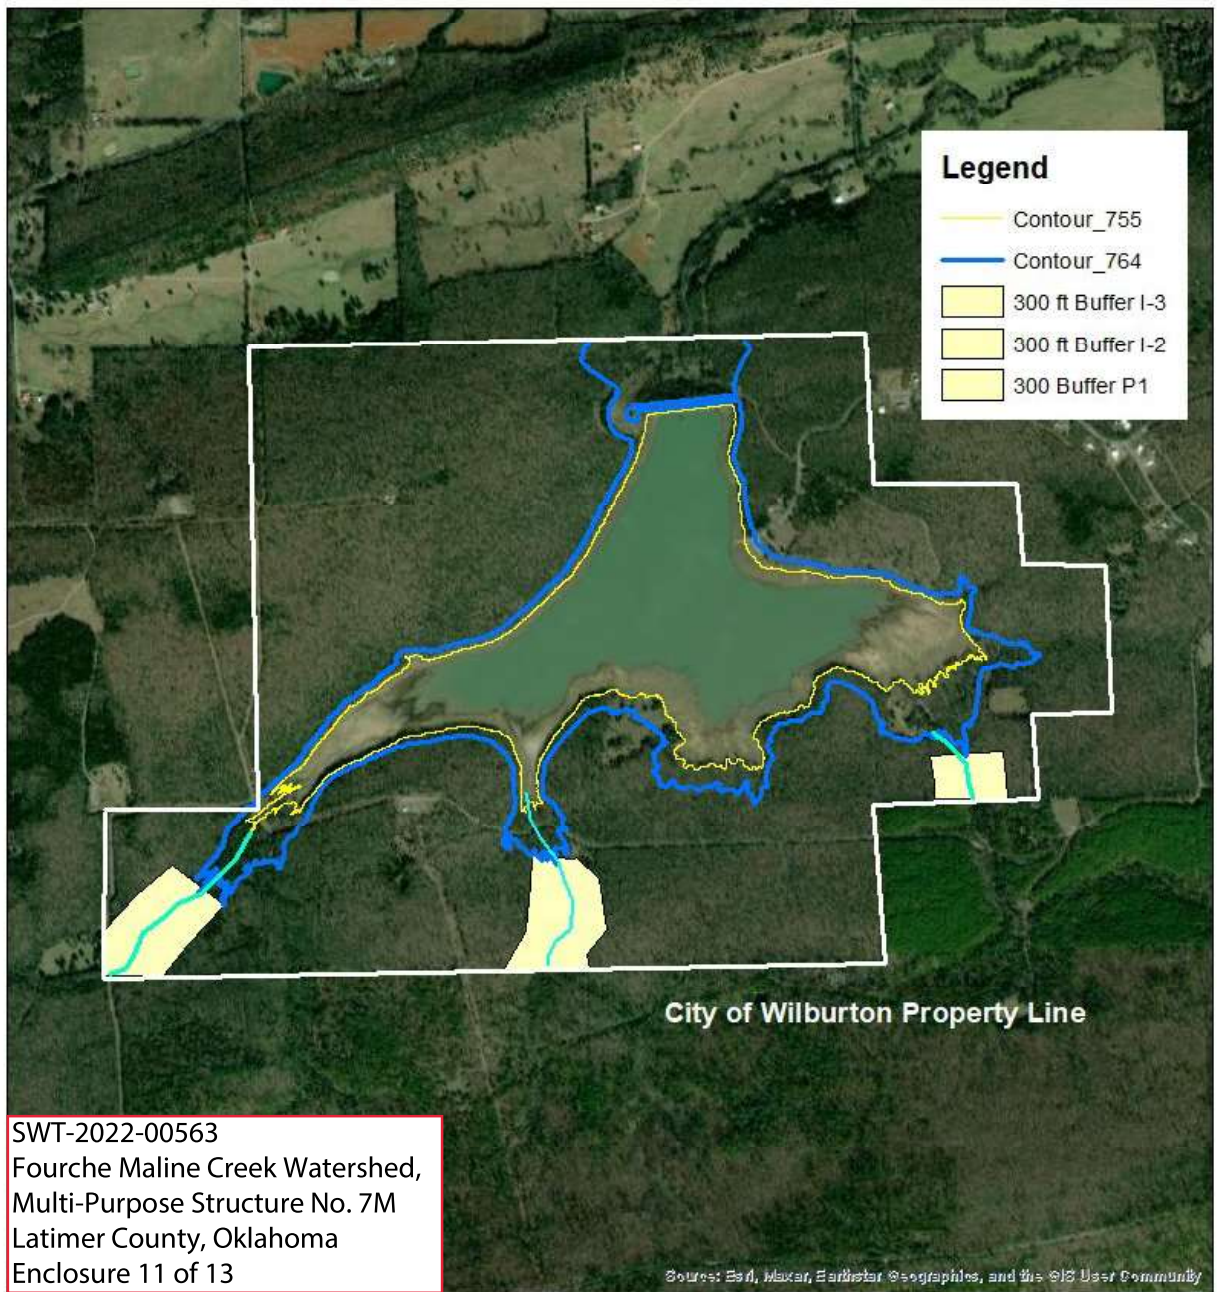 Legend
Contour_755
Contour_764
300 ft Buffer I-3
300 ft Buffer I-2
300 Buffer P1
City of Wilburton Property Line
SWT-2022-00563
Fourche Maline Creek Watershed,
Multi-Purpose Structure No. 7M
Latimer County, Oklahoma
Enclosure 11 of 13
Source: Esri, Maxar, Earthstar Geographics, and the GIS User Community